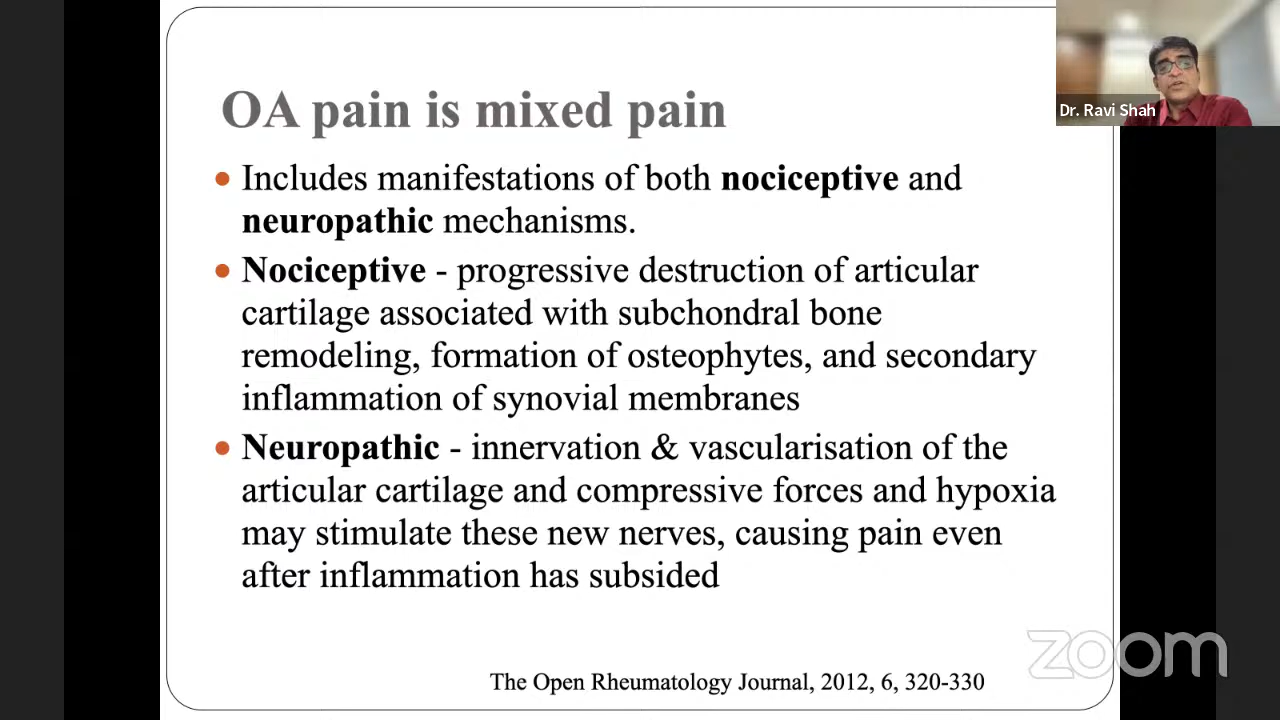 OA pain is mixed pain
Dr. Ravi Shah
• Includes manifestations of both nociceptive and
neuropathic mechanisms.
• Nociceptive - progressive destruction of articular
cartilage associated with subchondral bone
remodeling, formation of osteophytes, and secondary
inflammation of synovial membranes
• Neuropathic - innervation & vascularisation of the
articular cartilage and compressive forces and hypoxia
may stimulate these new nerves, causing pain even
after inflammation has subsided
zoom
The Open Rheumatology Journal, 2012, 6, 320-330